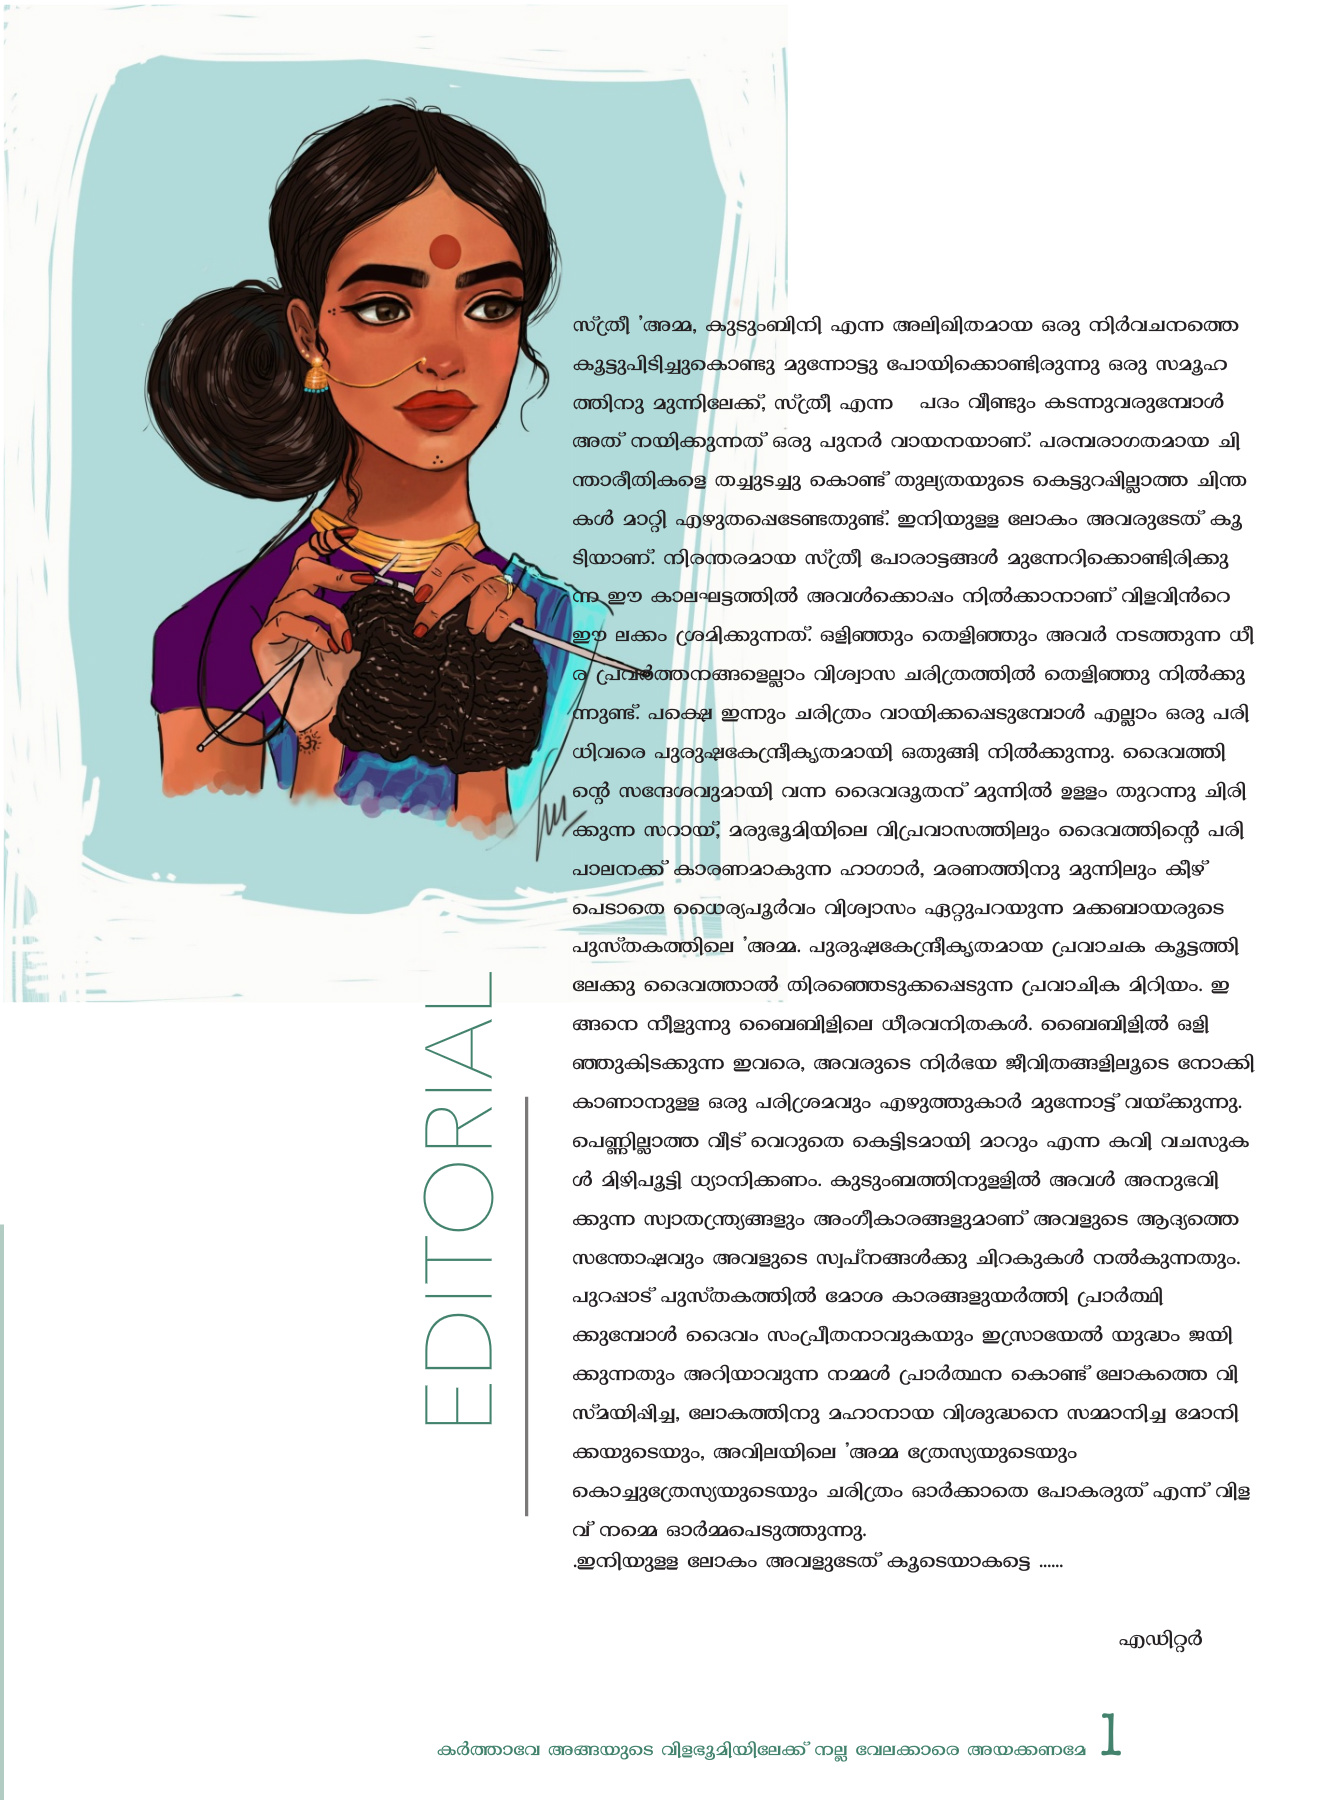 സ്ത്രീ 'അമ്മ, കുടുംബിനി എന്ന അലിഖിതമായ ഒരു നിർവചനത്തെ
കൂട്ടുപിടിച്ചുകൊണ്ടു മുന്നോട്ടു പോയിക്കൊണ്ടിരുന്നു ഒരു സമൂഹ
ത്തിനു മുന്നിലേക്ക്, സ്ത്രീ എന്ന പദം വീണ്ടും കടന്നുവരുമ്പോൾ
അത് നയിക്കുന്നത് ഒരു പുനർ വായനയാണ്. പരമ്പരാഗതമായ ചി
ന്താരീതികളെ തച്ചുടച്ചു കൊണ്ട് തുല്യതയുടെ കെട്ടുറപ്പില്ലാത്ത ചിന്ത
കൾ മാറ്റി എഴുതപ്പെടേണ്ടതുണ്ട്. ഇനിയുള്ള ലോകം അവരുടേത് കൂ
ടിയാണ്. നിരന്തരമായ സ്ത്രീ പോരാട്ടങ്ങൾ മുന്നേറിക്കൊണ്ടിരിക്കു
ന്ന ഈ കാലഘട്ടത്തിൽ അവൾക്കൊപ്പം നിൽക്കാനാണ് വിളവിൻറെ
ഈ ലക്കം ശ്രമിക്കുന്നത്. ഒളിഞ്ഞും തെളിഞ്ഞും അവർ നടത്തുന്ന ധീ
ര പ്രവർത്തനങ്ങളെല്ലാം വിശ്വാസ ചരിത്രത്തിൽ തെളിഞ്ഞു നിൽക്കു
ന്നുണ്ട്. പക്ഷെ ഇന്നും ചരിത്രം വായിക്കപ്പെടുമ്പോൾ എല്ലാം ഒരു പരി
ധിവരെ പുരുഷകേന്ദ്രീകൃതമായി ഒതുങ്ങി നിൽക്കുന്നു. ദൈവത്തി
ന്റെ സന്ദേശവുമായി വന്ന ദൈവദൂതന് മുന്നിൽ ഉള്ളം തുറന്നു ചിരി
ക്കുന്ന സറായ്, മരുഭൂമിയിലെ വിപ്രവാസത്തിലും ദൈവത്തിന്റെ പരി
പാലനക്ക് കാരണമാകുന്ന ഹാഗാർ, മരണത്തിനു മുന്നിലും കീഴ്
പെടാതെ ധൈര്യപൂർവം വിശ്വാസം ഏറ്റുപറയുന്ന മക്കബായരുടെ
പുസ്തകത്തിലെ 'അമ്മ. പുരുഷകേന്ദ്രീകൃതമായ പ്രവാചക കൂട്ടത്തി
ലേക്കു ദൈവത്താൽ തിരഞ്ഞെടുക്കപ്പെടുന്ന പ്രവാചിക മിറിയം. ഇ
ങ്ങനെ നീളുന്നു ബൈബിളിലെ ധീരവനിതകൾ. ബൈബിളിൽ ഒളി
ഞ്ഞുകിടക്കുന്ന ഇവരെ, അവരുടെ നിർഭയ ജീവിതങ്ങളിലൂടെ നോക്കി
കാണാനുള്ള ഒരു പരിശ്രമവും എഴുത്തുകാർ മുന്നോട്ട് വയ്ക്കുന്നു.
പെണ്ണില്ലാത്ത വീട് വെറുതെ കെട്ടിടമായി മാറും എന്ന കവി വചസുക
ൾ മിഴിപൂട്ടി ധ്യാനിക്കണം. കുടുംബത്തിനുള്ളിൽ അവൾ അനുഭവി
ക്കുന്ന സ്വാതന്ത്ര്യങ്ങളും അംഗീകാരങ്ങളുമാണ് അവളുടെ ആദ്യത്തെ
സന്തോഷവും അവളുടെ സ്വപ്നങ്ങൾക്കു ചിറകുകൾ നൽകുന്നതും.
പുറപ്പാട് പുസ്തകത്തിൽ മോശ കാരങ്ങളുയർത്തി പ്രാർത്ഥി
ക്കുമ്പോൾ ദൈവം സംപ്രീതനാവുകയും ഇസ്രായേൽ യുദ്ധം ജയി
ക്കുന്നതും അറിയാവുന്ന നമ്മൾ പ്രാർത്ഥന കൊണ്ട് ലോകത്തെ വി
സ്മയിപ്പിച്ച, ലോകത്തിനു മഹാനായ വിശുദ്ധനെ സമ്മാനിച്ച മോനി
ക്കയുടെയും, അവിലയിലെ 'അമ്മ ത്രേസ്യയുടെയും
കൊച്ചുത്രേസ്യയുടെയും ചരിത്രം ഓർക്കാതെ പോകരുത് എന്ന് വിള
വ് നമ്മെ ഓർമ്മപെടുത്തുന്നു.
.ഇനിയുള്ള ലോകം അവളുടേത് കൂടെയാകട്ടെ ......
എഡിറ്റർ
EDITORIAL
കർത്താവേ അങ്ങയുടെ വിളഭൂമിയിലേക്ക് നല്ല വേലക്കാരെ അയക്കണമേ 1